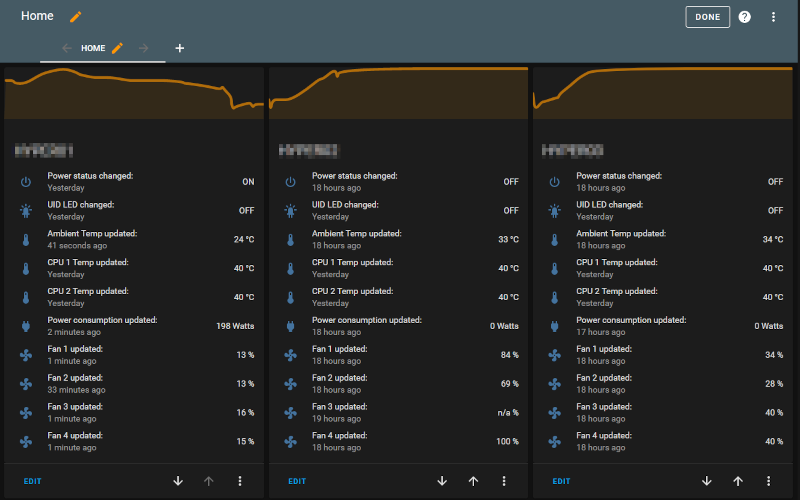 Home
DONE
HOME
Power status changed:
Yesterday
ON
UID LED changed:
Yesterday
OFF
Ambient Temp updated:
41 seconds ago
24 °C
CPU 1 Temp updated:
Yesterday
40 °C
CPU 2 Temp updated:
Yesterday
40 °C
Power consumption updated:
2 minutes ago
198 Watts
Fan 1 updated:
1 minute ago
13 %
Fan 2 updated:
33 minutes ago
13 %
Fan 3 updated:
1 minute ago
16 %
Fan 4 updated:
1 minute ago
15 %
EDIT
Power status changed:
18 hours ago
OFF
UID LED changed:
Yesterday
OFF
Ambient Temp updated:
18 hours ago
33 °C
CPU 1 Temp updated:
Yesterday
40 °C
CPU 2 Temp updated:
Yesterday
40 °C
Power consumption updated:
18 hours ago
0 Watts
Fan 1 updated:
18 hours ago
84 %
Fan 2 updated:
18 hours ago
69 %
Fan 3 updated:
19 hours ago
n/a %
Fan 4 updated:
18 hours ago
100 %
EDIT
Power status changed:
18 hours ago
OFF
UID LED changed:
Yesterday
OFF
Ambient Temp updated:
18 hours ago
34 °C
CPU 1 Temp updated:
Yesterday
40 °C
CPU 2 Temp updated:
Yesterday
40 °C
Power consumption updated:
17 hours ago
0 Watts
Fan 1 updated:
18 hours ago
34 %
Fan 2 updated:
18 hours ago
28 %
Fan 3 updated:
18 hours ago
40 %
Fan 4 updated:
18 hours ago
40 %
EDIT